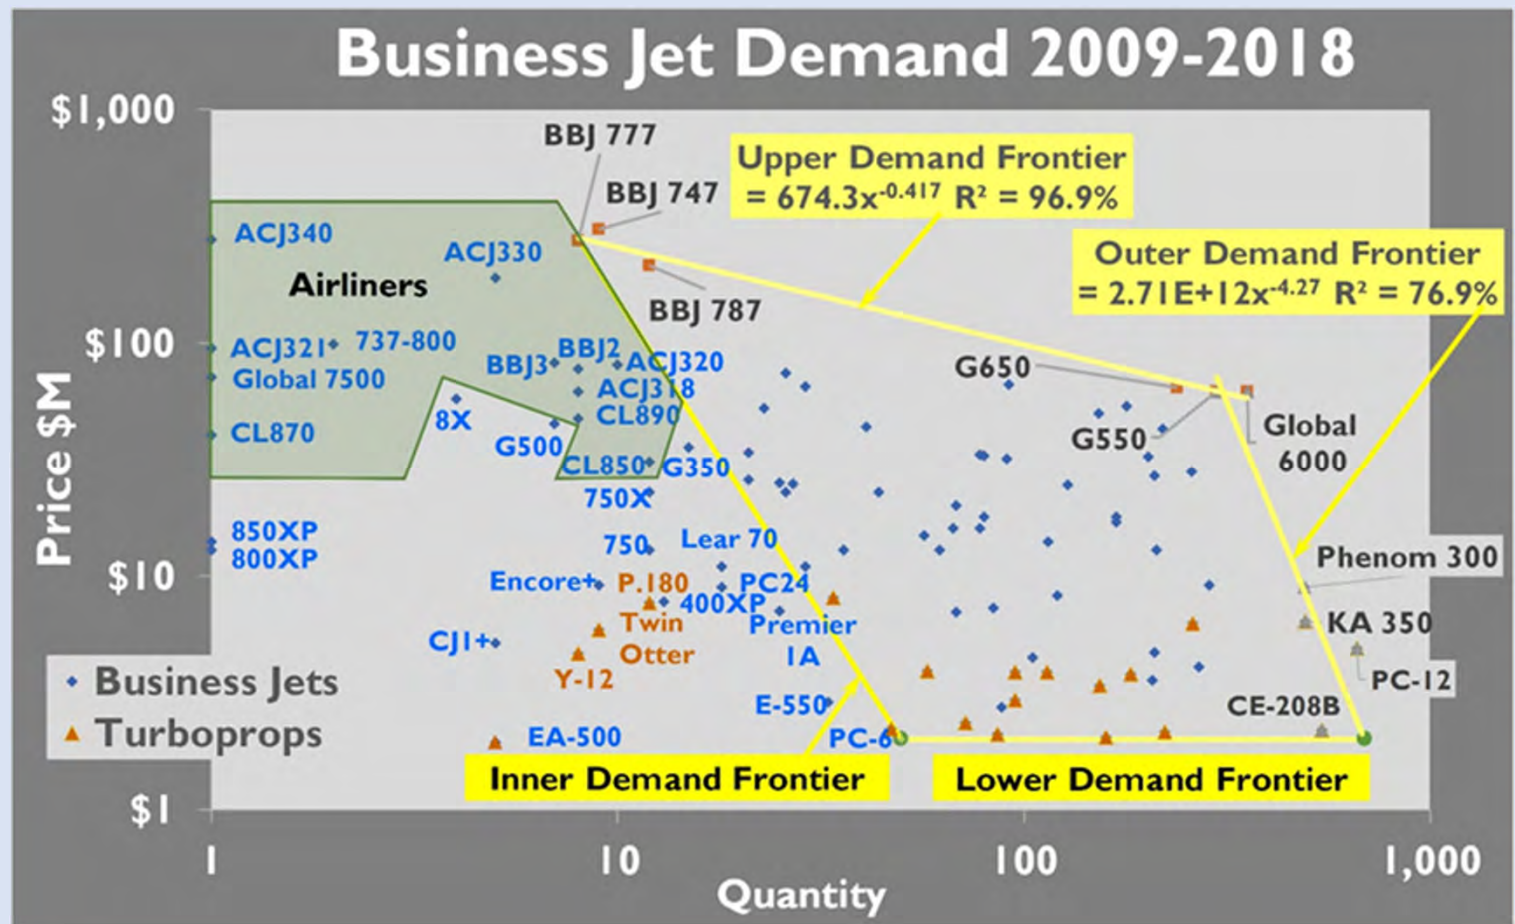 Business Jet Demand 2009-2018
$1,000
BBJ 777
Upper Demand Frontier
= 674.3x-0.417 R² = 96.9%
BBJ 747
ACJ340
ACJ330
Outer Demand Frontier
= 2.71E+12x-4.27 R² = 76.9%
Airliners
BBJ 787
$100
ACJ321
737-800
BBJ3
BBJ2
ACJ320
G650
Global 7500
ACJ318
8X
CL890
CL870
G500
G550
Global
6000
CL850
G350
750X
Price $M
850XP
800XP
750
Lear 70
Phenom 300
$10
Encore+
P.180
PC24
400XP
Twin
Otter
Premier
1A
KA 350
CJ1+
Y-12
PC-12
Business Jets
Turboprops
E-550
CE-208B
EA-500
PC-6
Inner Demand Frontier
Lower Demand Frontier
$1
1
10
100
1,000
Quantity